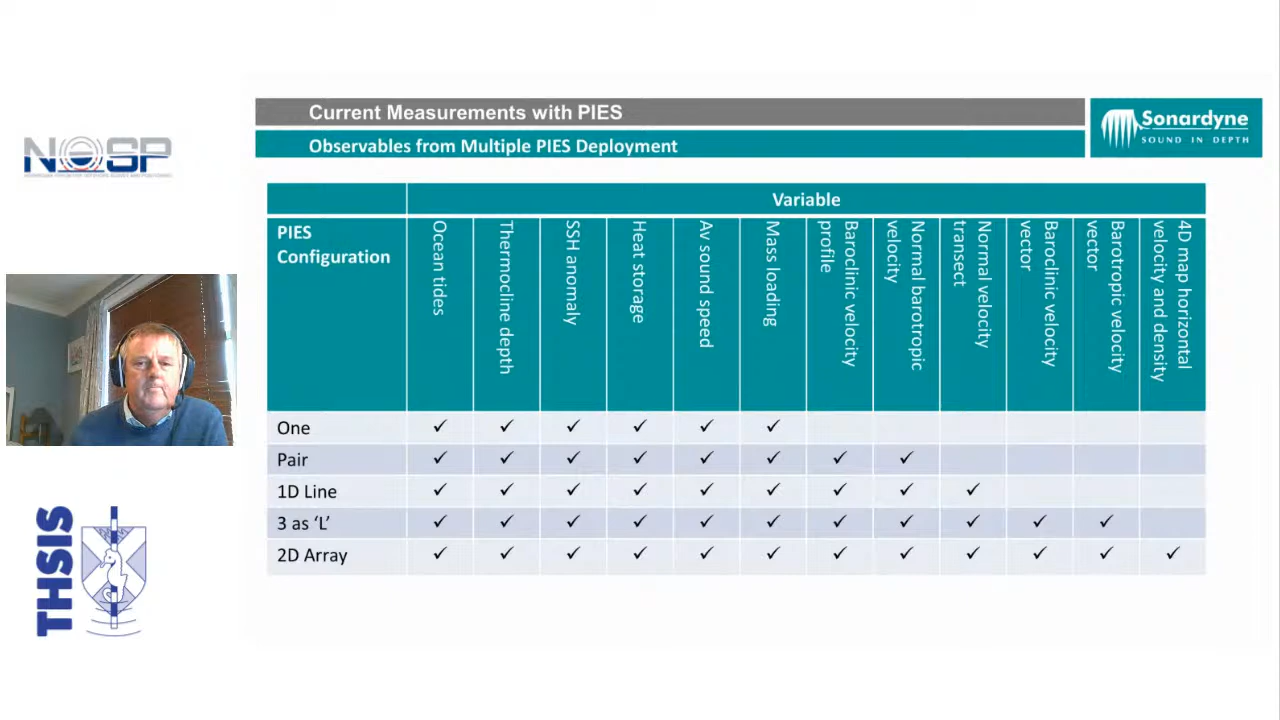 NOSP
THSIS
Current Measurements with PIES
Observables from Multiple PIES Deployment
Sonardyne
SOUND IN DEPTH
Variable
PIES
Configuration
Ocean tides
Thermocline depth
SSH anomaly
Heat storage
Av sound speed
Mass loading
Baroclinic velocity
profile
Normal barotropic
velocity
Normal velocity
transect
Baroclinic velocity
vector
Barotropic velocity
vector
4D map horizontal
velocity and density
One ✓ ✓ ✓ ✓ ✓ ✓
Pair ✓ ✓ ✓ ✓ ✓ ✓ ✓ ✓
1D Line ✓ ✓ ✓ ✓ ✓ ✓ ✓ ✓ ✓
3 as ‘L’ ✓ ✓ ✓ ✓ ✓ ✓ ✓ ✓ ✓ ✓ ✓
2D Array ✓ ✓ ✓ ✓ ✓ ✓ ✓ ✓ ✓ ✓ ✓ ✓